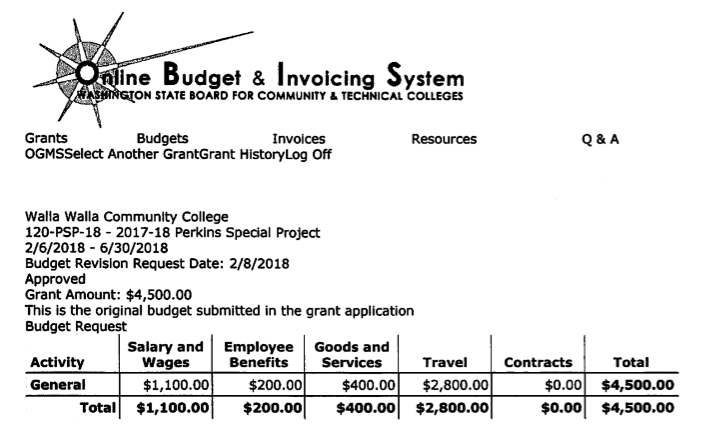 Online Budget & Invoicing System
WASHINGTON STATE BOARD FOR COMMUNITY & TECHNICAL COLLEGES
Grants Budgets Invoices Resources Q & A
OGMSSelect Another GrantGrant HistoryLog Off
Walla Walla Community College
120-PSP-18 - 2017-18 Perkins Special Project
2/6/2018 - 6/30/2018
Budget Revision Request Date: 2/8/2018
Approved
Grant Amount: $4,500.00
This is the original budget submitted in the grant application
Budget Request
Activity Salary and Wages Employee Benefits Goods and Services Travel Contracts Total
General $1,100.00 $200.00 $400.00 $2,800.00 $0.00 $4,500.00
Total $1,100.00 $200.00 $400.00 $2,800.00 $0.00 $4,500.00